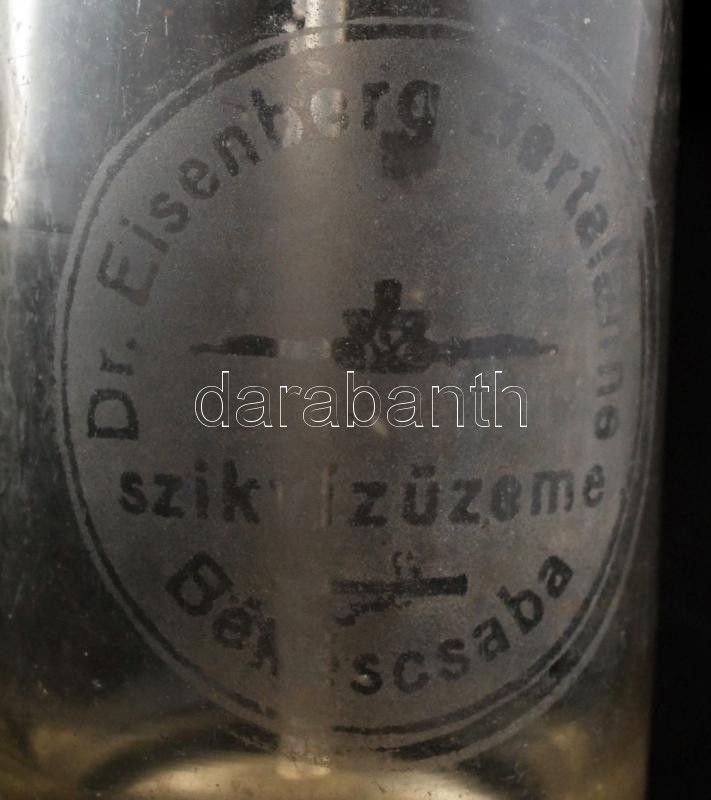 Dr. Eisenberg Bertalanné
darabanth
szikvízüzeme
Békéscsaba